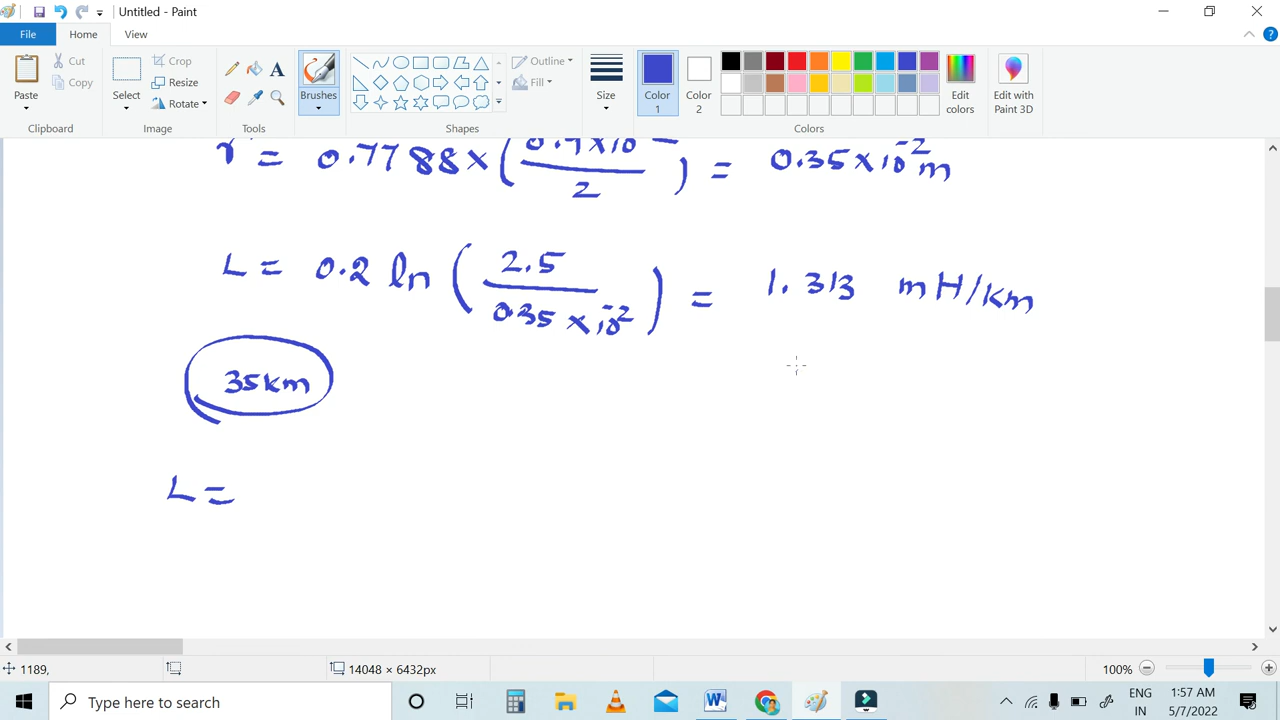 Untitled - Paint
File Home View
Paste
Cut
Copy
Clipboard
Select
Crop
Resize
Rotate
Image
Tools
Brushes
Outline
Fill
Shapes
Size
Color 1
Color 2
Edit colors
Edit with Paint 3D
Colors
= 0.7788 × ( / 2 ) = 0.35×10⁻² m
L = 0.2 ln ( 2.5 / 0.35×10⁻² ) = 1.313 mH/km
35km
L =
1189,
14048 × 6432px
100%
Type here to search
ENG
IN
1:57 AM
5/7/2022